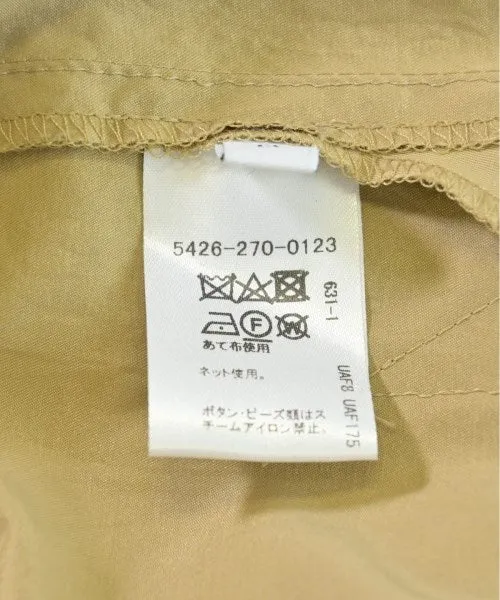 5426-270-0123
631-1
F W
あて布使用
ネット使用。
ボタン・ビーズ類はス
チームアイロン禁止。
UAF8 UAF175